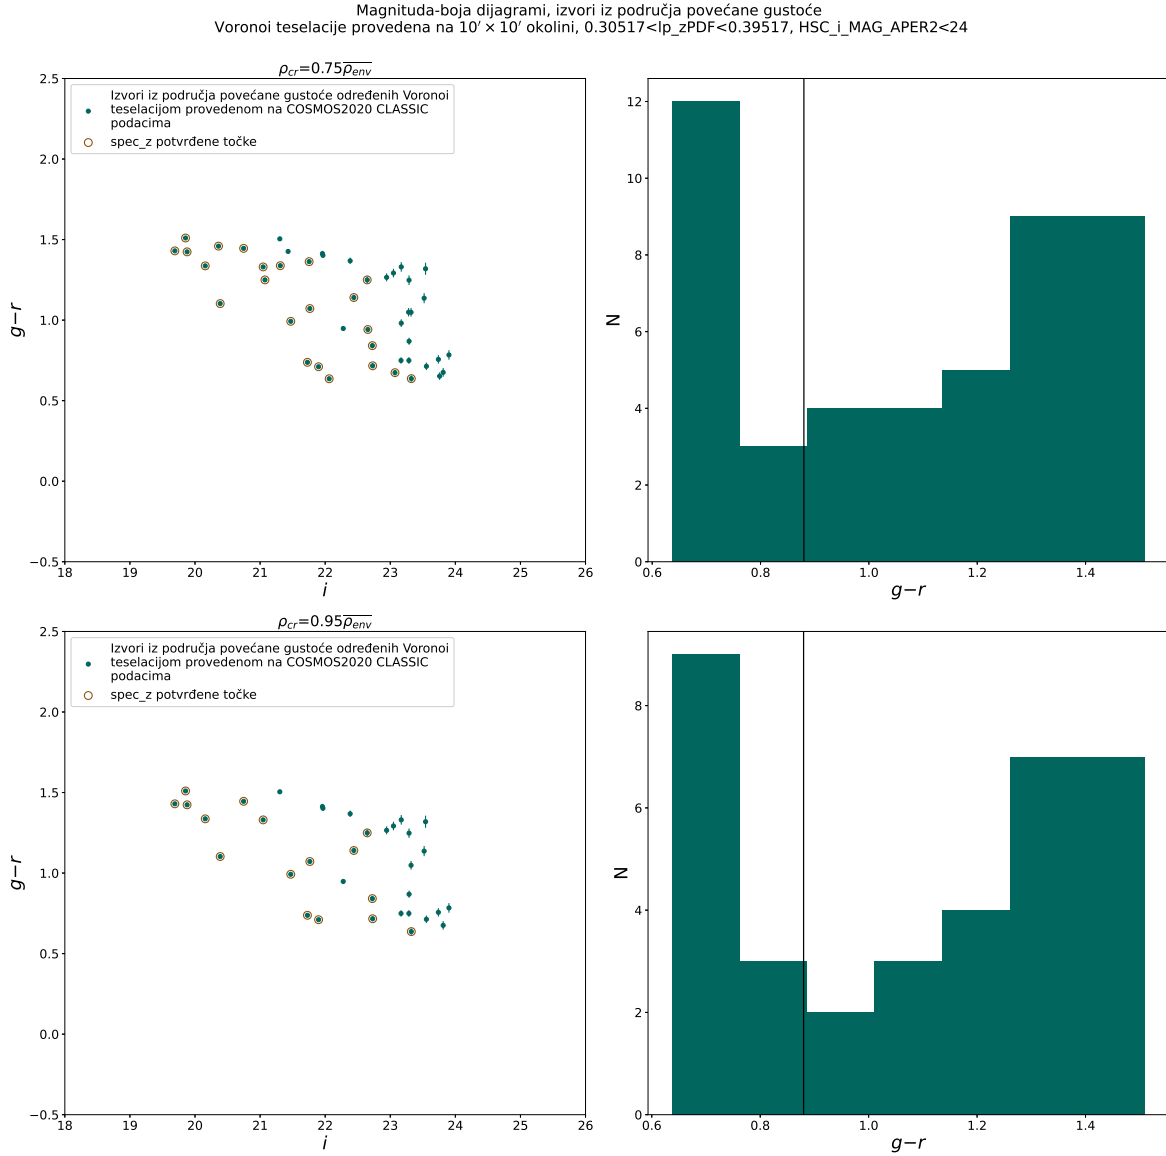 Magnituda-boja dijagrami, izvori iz područja povećane gustoće
Voronoi teselacije provedena na 10′ × 10′ okolini, 0.30517<lp_zPDF<0.39517, HSC_i_MAG_APER2<24
ρcr=0.75ρenv
2.5
2.0
1.5
1.0
0.5
0.0
−0.5
g−r
Izvori iz područja povećane gustoće određenih Voronoi
teselacijom provedenom na COSMOS2020 CLASSIC
podacima
spec_z potvrđene točke
18 19 20 21 22 23 24 25 26
i
12
10
8
6
4
2
0
N
0.6 0.8 1.0 1.2 1.4
g−r
ρcr=0.95ρenv
2.5
2.0
1.5
1.0
0.5
0.0
−0.5
g−r
Izvori iz područja povećane gustoće određenih Voronoi
teselacijom provedenom na COSMOS2020 CLASSIC
podacima
spec_z potvrđene točke
18 19 20 21 22 23 24 25 26
i
8
6
4
2
0
N
0.6 0.8 1.0 1.2 1.4
g−r